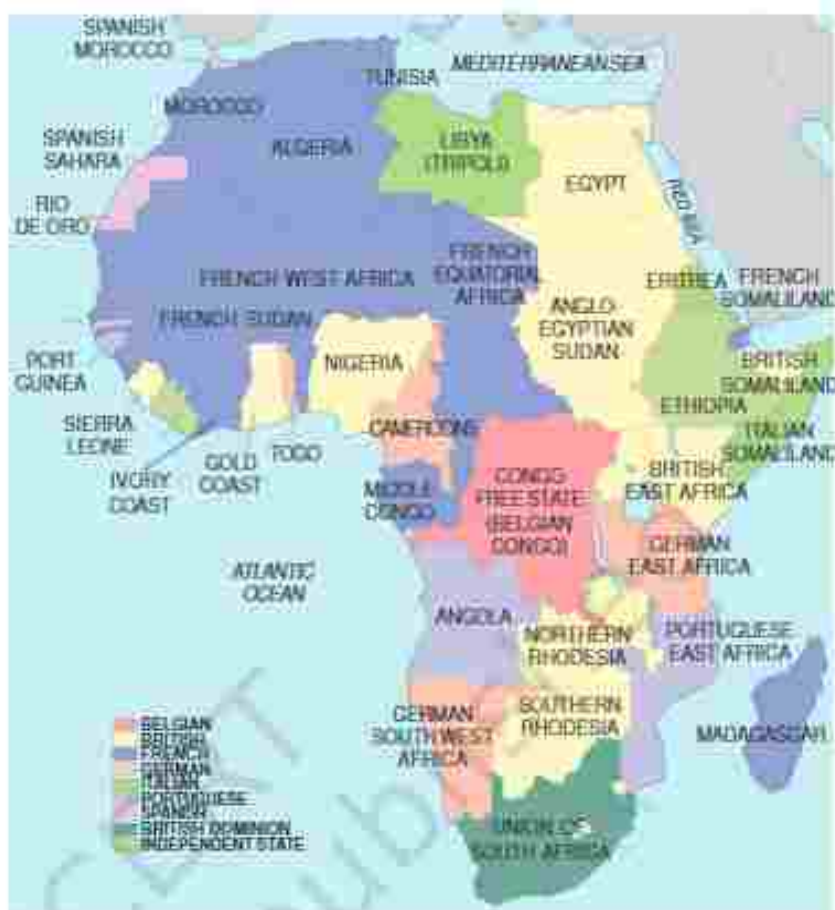 SPANISH
MOROCCO
MEDITERRANEAN SEA
TUNISIA
MOROCCO
SPANISH
SAHARA
ALGERIA
LIBYA
(TRIPOLI)
EGYPT
RED SEA
RIO
DE ORO
FRENCH WEST AFRICA
FRENCH
EQUATORIAL
AFRICA
ERITREA
FRENCH
SOMALILAND
FRENCH SUDAN
ANGLO-
EGYPTIAN
SUDAN
PORT
GUINEA
NIGERIA
BRITISH
SOMALILAND
ETHIOPIA
SIERRA
LEONE
CAMEROONS
ITALIAN
SOMALILAND
IVORY
COAST
GOLD
COAST
TOGO
MIDDLE
CONGO
CONGO
FREE STATE
(BELGIAN
CONGO)
BRITISH
EAST AFRICA
GERMAN
EAST AFRICA
ATLANTIC
OCEAN
ANGOLA
NORTHERN
RHODESIA
PORTUGUESE
EAST AFRICA
GERMAN
SOUTH WEST
AFRICA
SOUTHERN
RHODESIA
MADAGASCAR
UNION OF
SOUTH AFRICA
BELGIAN
BRITISH
FRENCH
GERMAN
ITALIAN
PORTUGUESE
SPANISH
BRITISH DOMINION
INDEPENDENT STATE